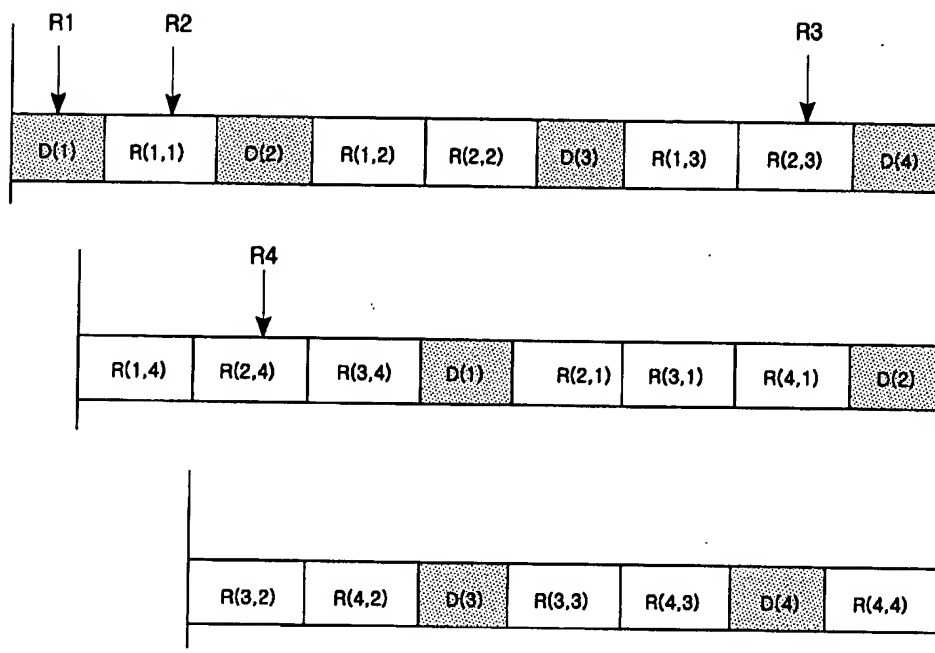 R1 R2 R3
D(1) R(1,1) D(2) R(1,2) R(2,2) D(3) R(1,3) R(2,3) D(4)
R4
R(1,4) R(2,4) R(3,4) D(1) R(2,1) R(3,1) R(4,1) D(2)
R(3,2) R(4,2) D(3) R(3,3) R(4,3) D(4) R(4,4)